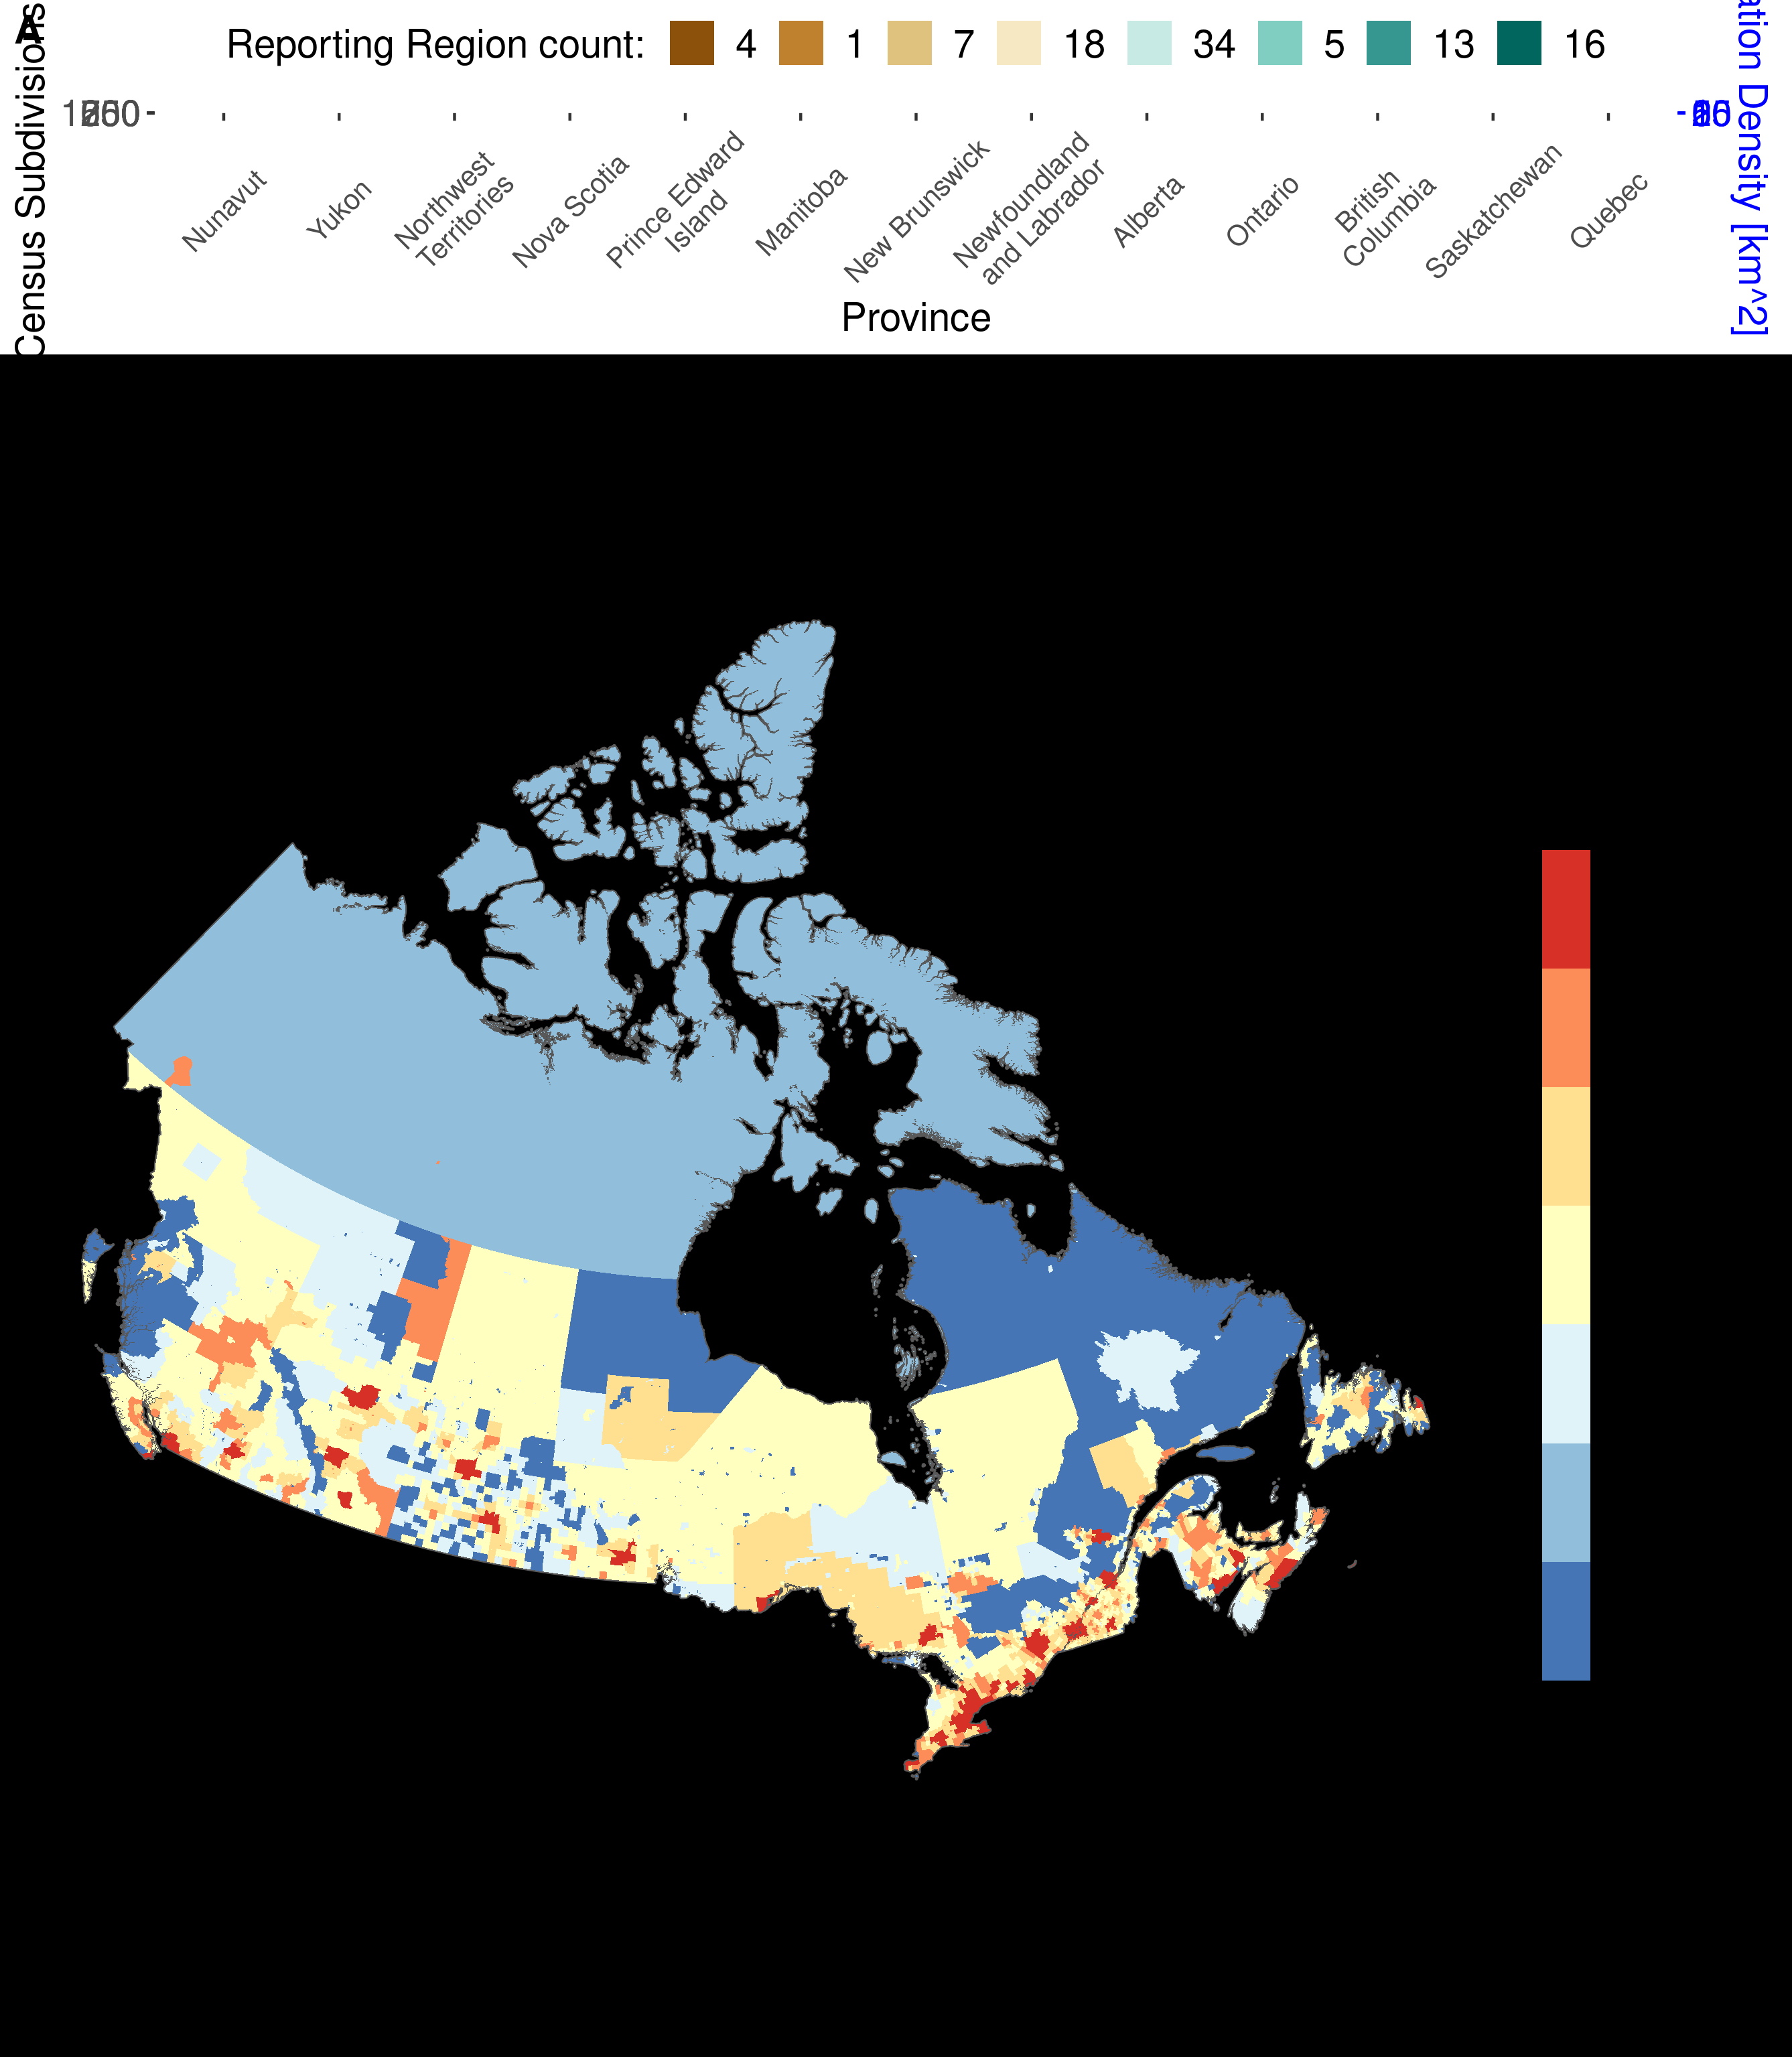 A
Reporting Region count: 4 1 7 18 34 5 13 16
Census Subdivisions
ation Density [km^2]
Nunavut
Yukon
Northwest
Territories
Nova Scotia
Prince Edward
Island
Manitoba
New Brunswick
Newfoundland
and Labrador
Alberta
Ontario
British
Columbia
Saskatchewan
Quebec
Province